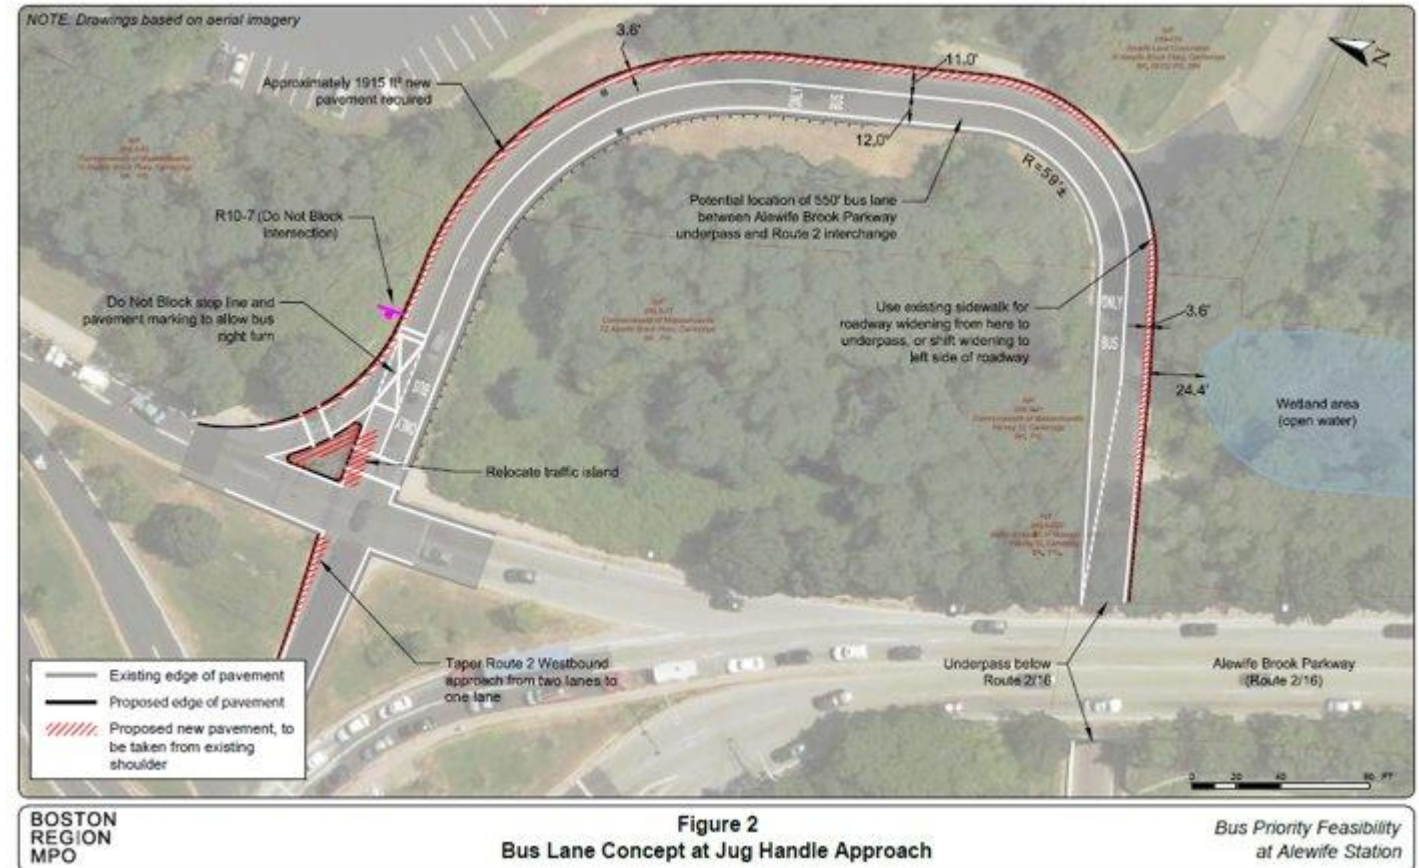 NOTE: Drawings based on aerial imagery
N
3.6'
11.0'
Approximately 1915 ft² new
pavement required
ONLY
BUS
12.0'
R=59'±
R10-7 (Do Not Block
Intersection)
Potential location of 550' bus lane
between Alewife Brook Parkway
underpass and Route 2 interchange
Do Not Block stop line and
pavement marking to allow bus
right turn
Use existing sidewalk for
roadway widening from here to
underpass, or shift widening to
left side of roadway
ONLY
BUS
3.6'
24.4'
Wetland area
(open water)
BUS
ONLY
Relocate traffic island
Taper Route 2 Westbound
approach from two lanes to
one lane
Underpass below
Route 2/16
Alewife Brook Parkway
(Route 2/16)
Existing edge of pavement
Proposed edge of pavement
Proposed new pavement, to
be taken from existing
shoulder
0 20 40 80 FT
BOSTON
REGION
MPO
Figure 2
Bus Lane Concept at Jug Handle Approach
Bus Priority Feasibility
at Alewife Station